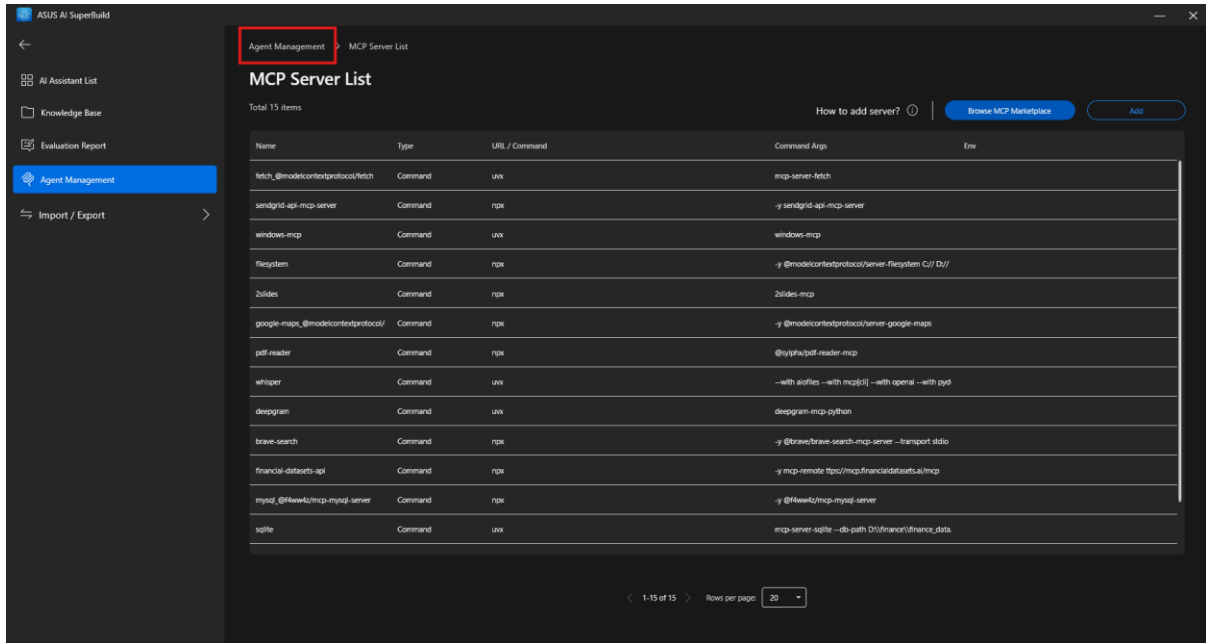 ASUS AI SuperBuild
Agent Management > MCP Server List
AI Assistant List
Knowledge Base
Evaluation Report
Agent Management
Import / Export
MCP Server List
Total 15 items
How to add server?
Browse MCP Marketplace
Add
Name Type URL / Command Command Args Env
fetch_@modelcontextprotocol/fetch Command uvx mcp-server-fetch
sendgrid-api-mcp-server Command npx -y sendgrid-api-mcp-server
windows-mcp Command uvx windows-mcp
filesystem Command npx -y @modelcontextprotocol/server-filesystem C:// D://
2slides Command npx 2slides-mcp
google-maps_@modelcontextprotocol/ Command npx -y @modelcontextprotocol/server-google-maps
pdf-reader Command npx @sylphx/pdf-reader-mcp
whisper Command uvx --with aiofiles --with mcp[cli] --with openai --with pyd
deepgram Command uvx deepgram-mcp-python
brave-search Command npx -y @brave/brave-search-mcp-server --transport stdio
financial-datasets-api Command npx -y mcp-remote ttps://mcp.financialdatasets.ai/mcp
mysql_@f4ww4z/mcp-mysql-server Command npx -y @f4ww4z/mcp-mysql-server
sqlite Command uvx mcp-server-sqlite --db-path D:\\finance\\finance_data.
1-15 of 15 Rows per page: 20